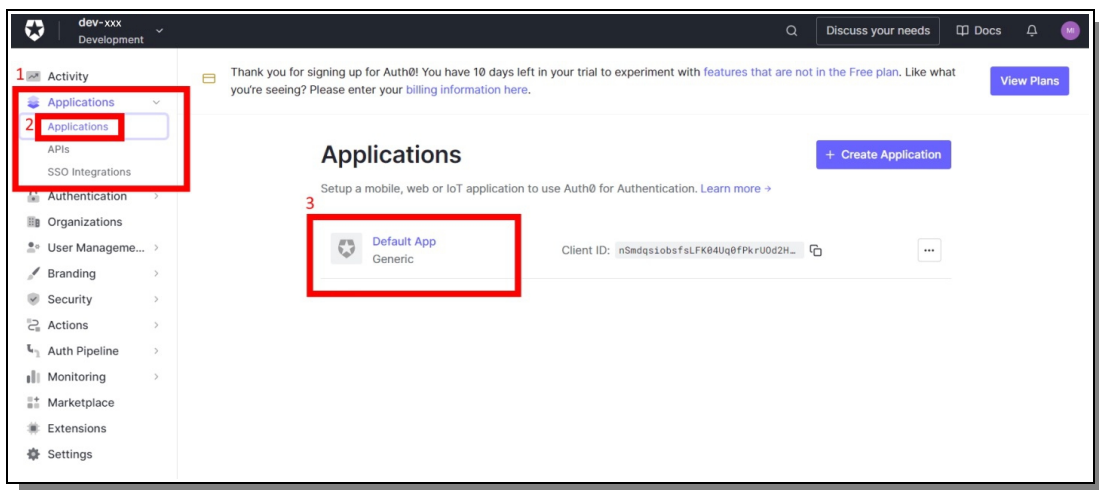 dev-xxx
Development
Discuss your needs
Docs
MI
1
Activity
Applications
2
Applications
APIs
SSO Integrations
Authentication
Organizations
User Manageme...
Branding
Security
Actions
Auth Pipeline
Monitoring
Marketplace
Extensions
Settings
Thank you for signing up for Auth0! You have 10 days left in your trial to experiment with features that are not in the Free plan. Like what
you're seeing? Please enter your billing information here.
View Plans
Applications
+ Create Application
Setup a mobile, web or IoT application to use Auth0 for Authentication. Learn more →
3
Default App
Generic
Client ID: nSmdqsiobsfsLFK04Uq0fPkrUOd2H…